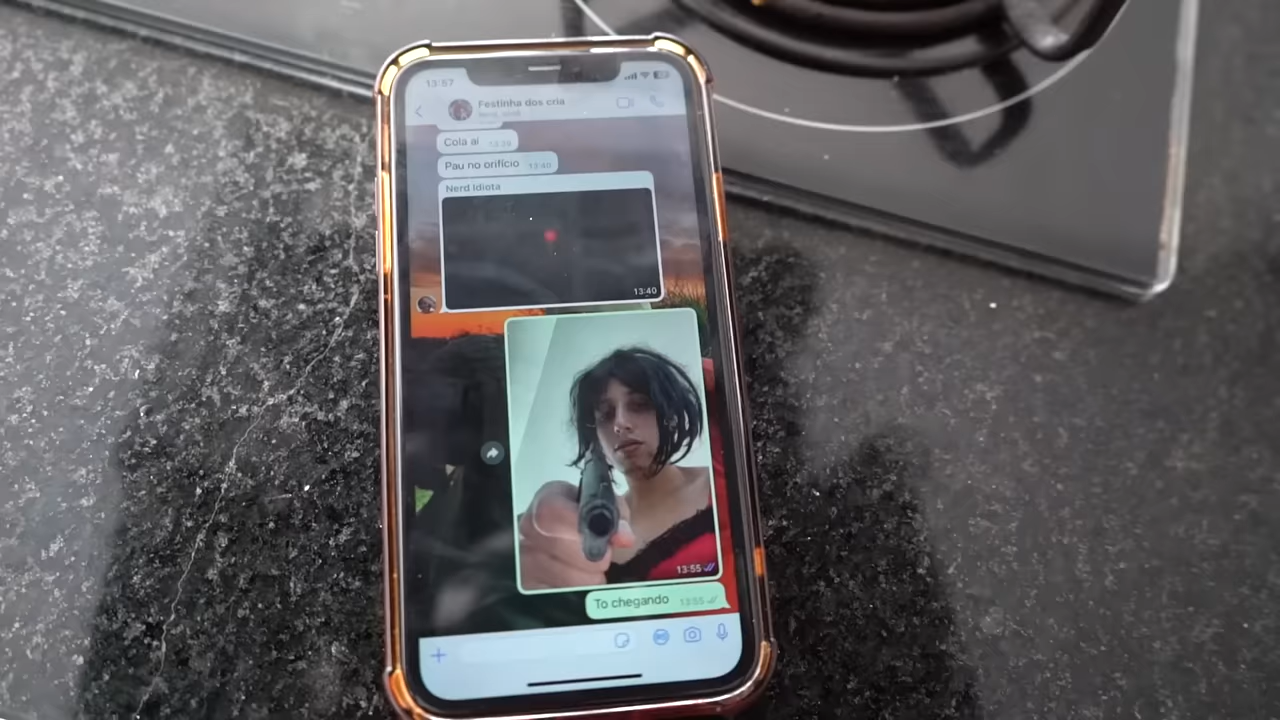 13:57
Festinha dos cria
Cola ai 13:39
Pau no orifício 13:40
Nerd Idiota
13:40
13:55
To chegando 13:55